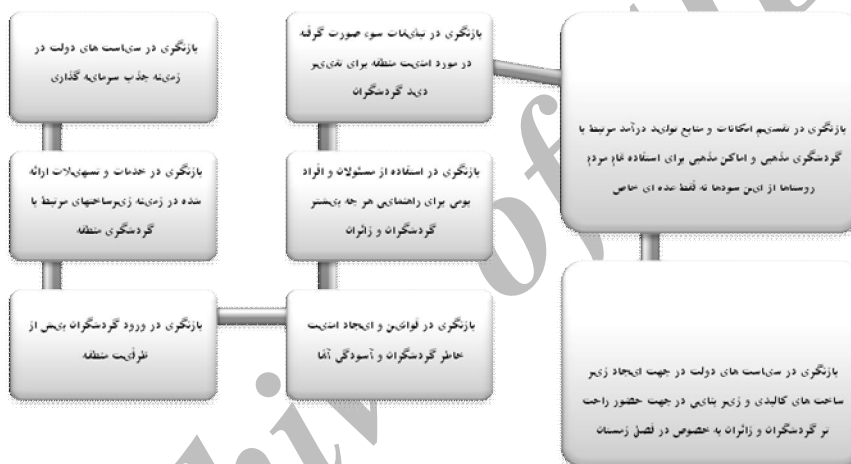 بازنگری در سیاست های دولت در
زمینه جذب سرمایه گذاری
بازنگری در خدمات و تسهیلات ارائه
شده در زمینه زیرساختهای مرتبط با
گردشگری منطقه
بازنگری در ورود گردشگران بیش از
ظرفیت منطقه
بازنگری در قوانین و ایجاد امنیت
خاطر گردشگران و آسودگی آنها
بازنگری در استفاده از مسئولان و افراد
بومی برای راهنمایی هر چه بیشتر
گردشگران و زائران
بازنگری در تبلیغات سوء صورت گرفته
در مورد امنیت منطقه برای تغییر
دید گردشگران
بازنگری در تقسیم امکانات و منابع تولید درآمد مرتبط با
گردشگری مذهبی و اماکن مذهبی برای استفاده تمام مردم
روستاها از این سودها نه فقط عده ای خاص
بازنگری در سیاست های دولت در جهت ایجاد زیر
ساخت های کالبدی و زیر بنایی در جهت حضور راحت
تر گردشگران و زائران به خصوص در فصل زمستان
of